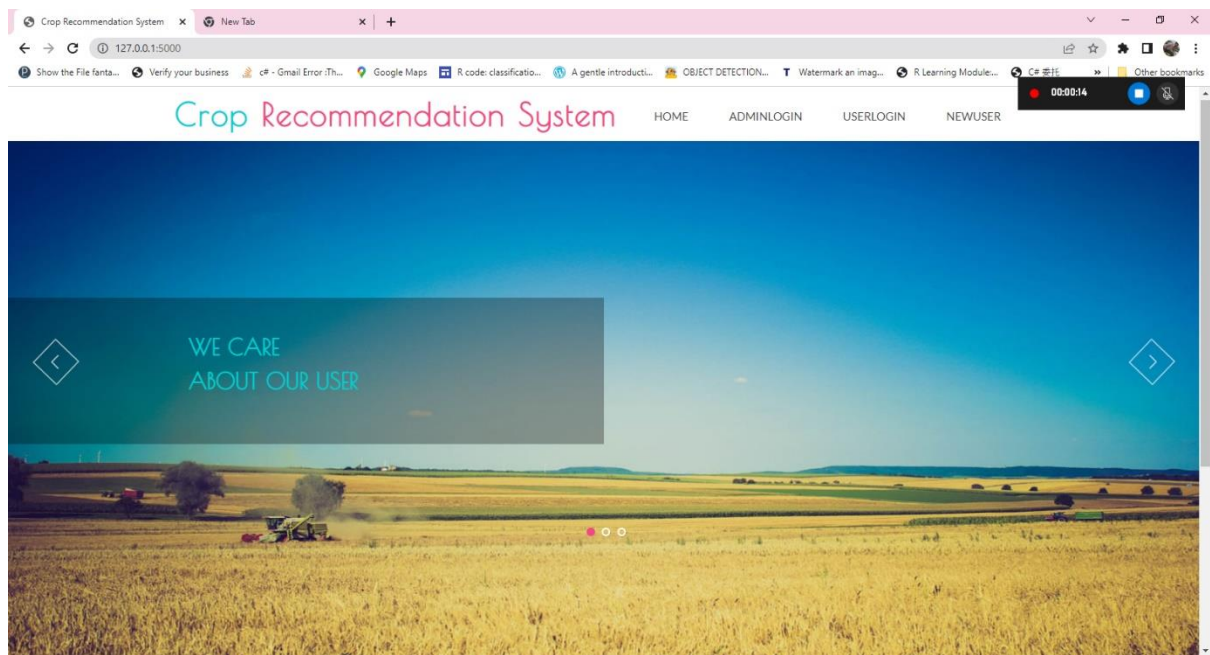 Crop Recommendation System
New Tab
127.0.0.1:5000
Show the File fanta... Verify your business c# - Gmail Error :Th... Google Maps R code: classificatio... A gentle introducti... OBJECT DETECTION... T Watermark an imag... R Learning Module:... C# 委托 » Other bookmarks
00:00:14
Crop Recommendation System HOME ADMINLOGIN USERLOGIN NEWUSER
WE CARE
ABOUT OUR USER